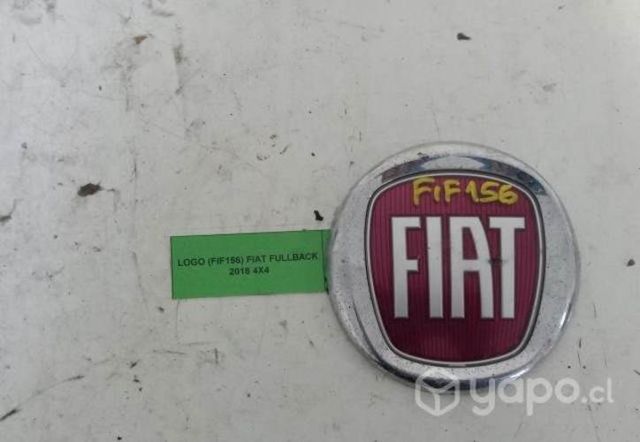 FiF156
FIAT
LOGO (FIF156) FIAT FULLBACK
2018 4X4
yapo.cl